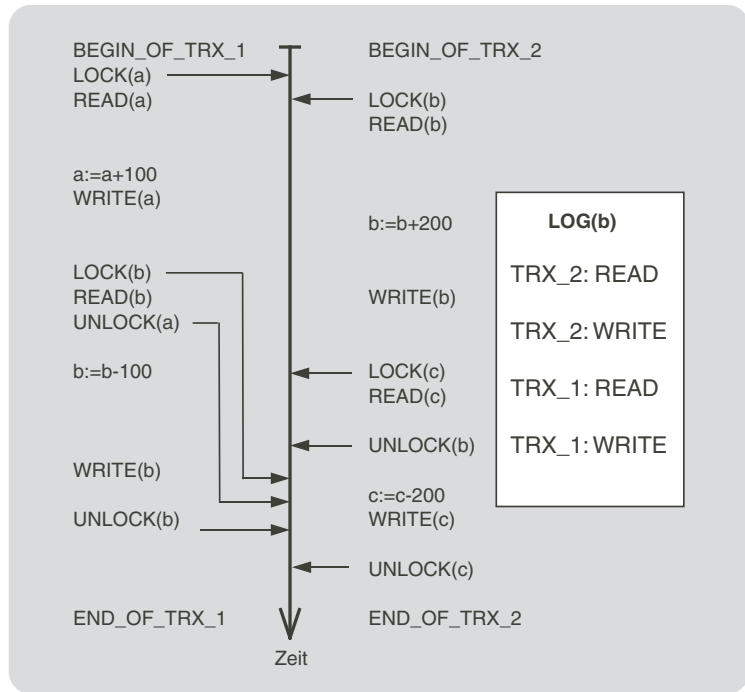 BEGIN_OF_TRX_1
LOCK(a)
READ(a)
a:=a+100
WRITE(a)
LOCK(b)
READ(b)
UNLOCK(a)
b:=b-100
WRITE(b)
UNLOCK(b)
END_OF_TRX_1
BEGIN_OF_TRX_2
LOCK(b)
READ(b)
b:=b+200
WRITE(b)
LOCK(c)
READ(c)
UNLOCK(b)
c:=c-200
WRITE(c)
UNLOCK(c)
END_OF_TRX_2
Zeit
LOG(b)
TRX_2: READ
TRX_2: WRITE
TRX_1: READ
TRX_1: WRITE